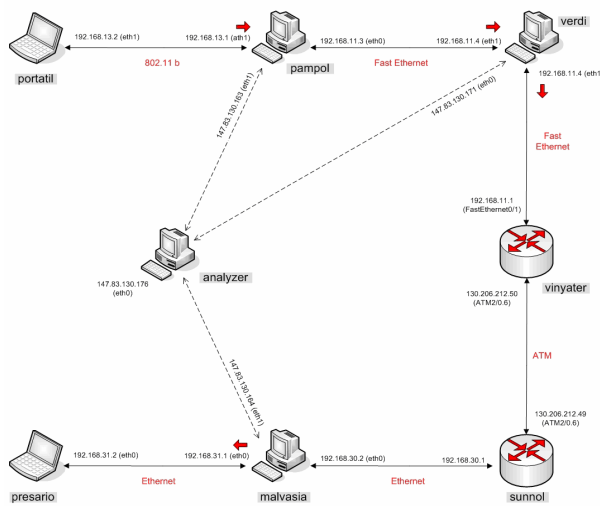 verdi
192.168.13.2 (eth1)
192.168.13.1 (ath1)
192.168.11.3 (eth0)
192.168.11.4 (eth1)
802.11 b
Fast Ethernet
portatil
pampol
192.168.11.4 (eth1)
147.83.130.163 (eth1)
147.83.130.171 (eth0)
Fast
Ethernet
192.168.11.1
(FastEthernet0/1)
analyzer
147.83.130.176
(eth0)
vinyater
130.206.212.50
(ATM2/0.6)
ATM
147.83.130.164 (eth1)
130.206.212.49
(ATM2/0.6)
192.168.31.2 (eth0)
192.168.31.1 (eth0)
192.168.30.2 (eth0)
192.168.30.1
Ethernet
Ethernet
presario
malvasia
sunnol